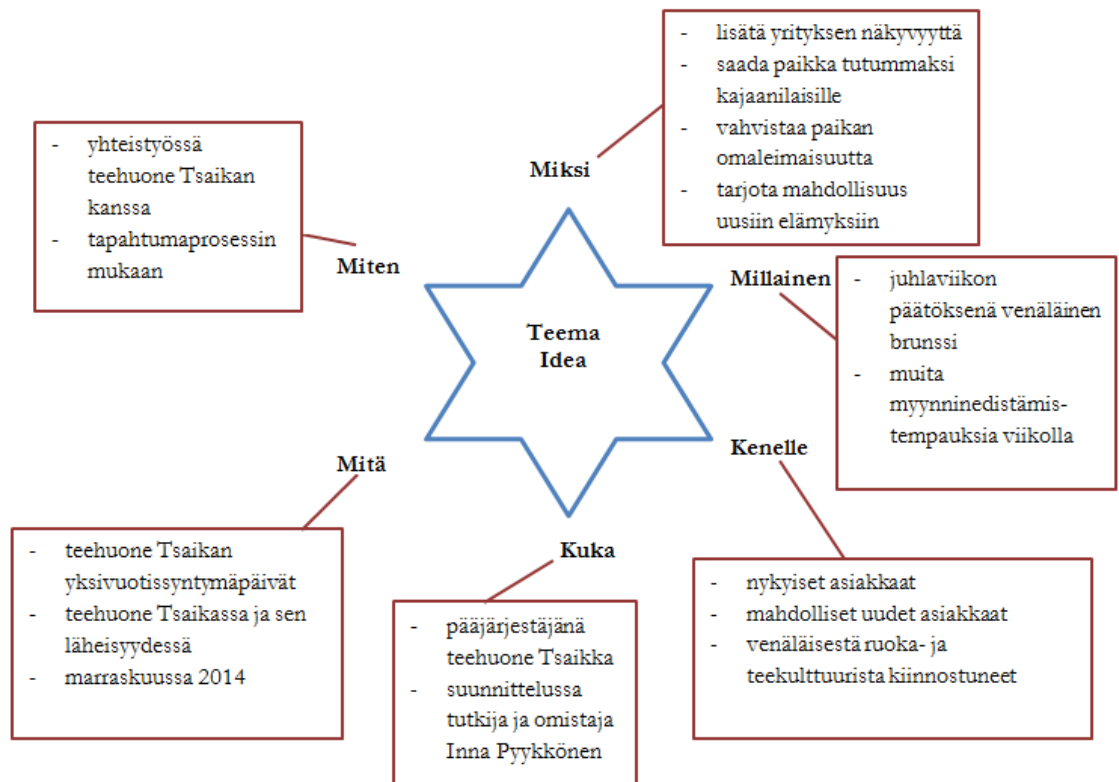 Miksi
- lisätä yrityksen näkyvyyttä
- saada paikka tutummaksi
kajaanilaisille
- vahvistaa paikan
omaleimaisuutta
- tarjota mahdollisuus
uusiin elämyksiin
Miten
- yhteistyössä
teehuone Tsaikan
kanssa
- tapahtumaprosessin
mukaan
Millainen
- juhlaviikon
päätöksenä venäläinen
brunssi
- muita
myynninedistämis-
tempauksia viikolla
Teema
Idea
Mitä
- teehuone Tsaikan
yksivuotissyntymäpäivät
- teehuone Tsaikassa ja sen
läheisyydessä
- marraskuussa 2014
Kuka
- pääjärjestäjänä
teehuone Tsaikka
- suunnittelussa
tutkija ja omistaja
Inna Pyykkönen
Kenelle
- nykyiset asiakkaat
- mahdolliset uudet asiakkaat
- venäläisestä ruoka- ja
teekulttuurista kiinnostuneet